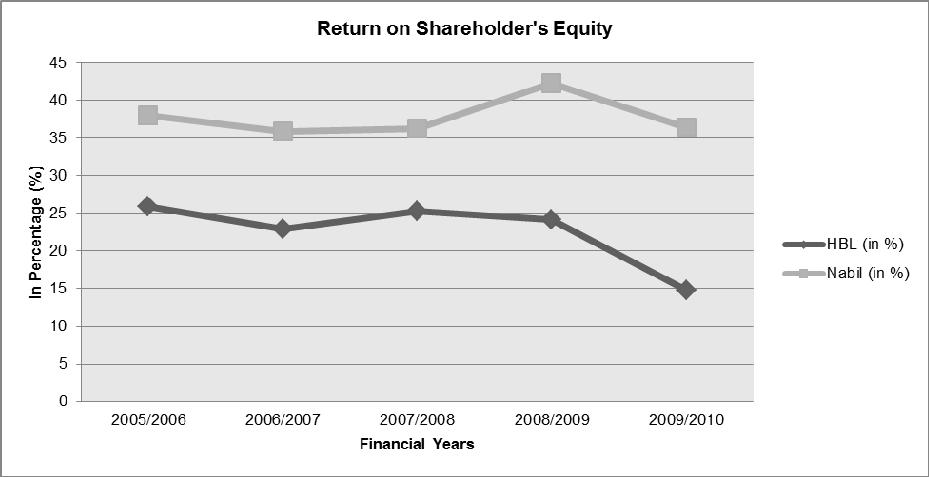 Return on Shareholder's Equity
45
40
35
30
25
20
15
10
5
0
In Percentage (%)
2005/2006 2006/2007 2007/2008 2008/2009 2009/2010
Financial Years
HBL (in %)
Nabil (in %)